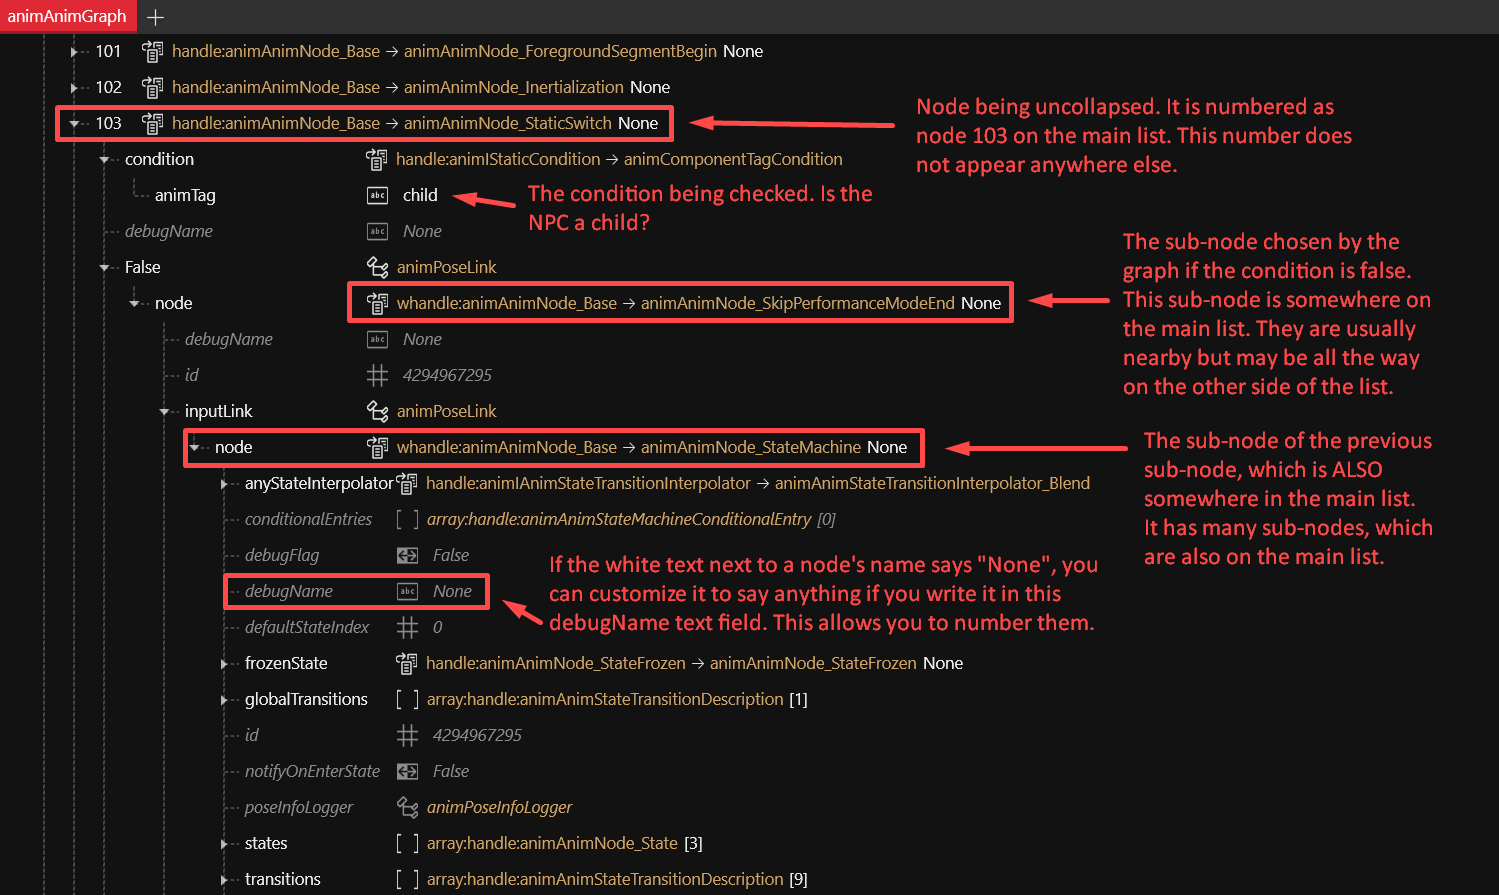 animAnimGraph +
101 handle:animAnimNode_Base → animAnimNode_ForegroundSegmentBegin None
102 handle:animAnimNode_Base → animAnimNode_Inertialization None
103 handle:animAnimNode_Base → animAnimNode_StaticSwitch None
Node being uncollapsed. It is numbered as
node 103 on the main list. This number does
not appear anywhere else.
condition handle:animIStaticCondition → animComponentTagCondition
animTag abc child
The condition being checked. Is the
NPC a child?
debugName abc None
False animPoseLink
node whandle:animAnimNode_Base → animAnimNode_SkipPerformanceModeEnd None
The sub-node chosen by the
graph if the condition is false.
This sub-node is somewhere on
the main list. They are usually
nearby but may be all the way
on the other side of the list.
debugName abc None
id 4294967295
inputLink animPoseLink
node whandle:animAnimNode_Base → animAnimNode_StateMachine None
The sub-node of the previous
sub-node, which is ALSO
somewhere in the main list.
It has many sub-nodes, which
are also on the main list.
anyStateInterpolator handle:animIAnimStateTransitionInterpolator → animAnimStateTransitionInterpolator_Blend
conditionalEntries [ ] array:handle:animAnimStateMachineConditionalEntry [0]
debugFlag False
debugName abc None
If the white text next to a node's name says "None", you
can customize it to say anything if you write it in this
debugName text field. This allows you to number them.
defaultStateIndex 0
frozenState handle:animAnimNode_StateFrozen → animAnimNode_StateFrozen None
globalTransitions [ ] array:handle:animAnimStateTransitionDescription [1]
id 4294967295
notifyOnEnterState False
poseInfoLogger animPoseInfoLogger
states [ ] array:handle:animAnimNode_State [3]
transitions [ ] array:handle:animAnimStateTransitionDescription [9]